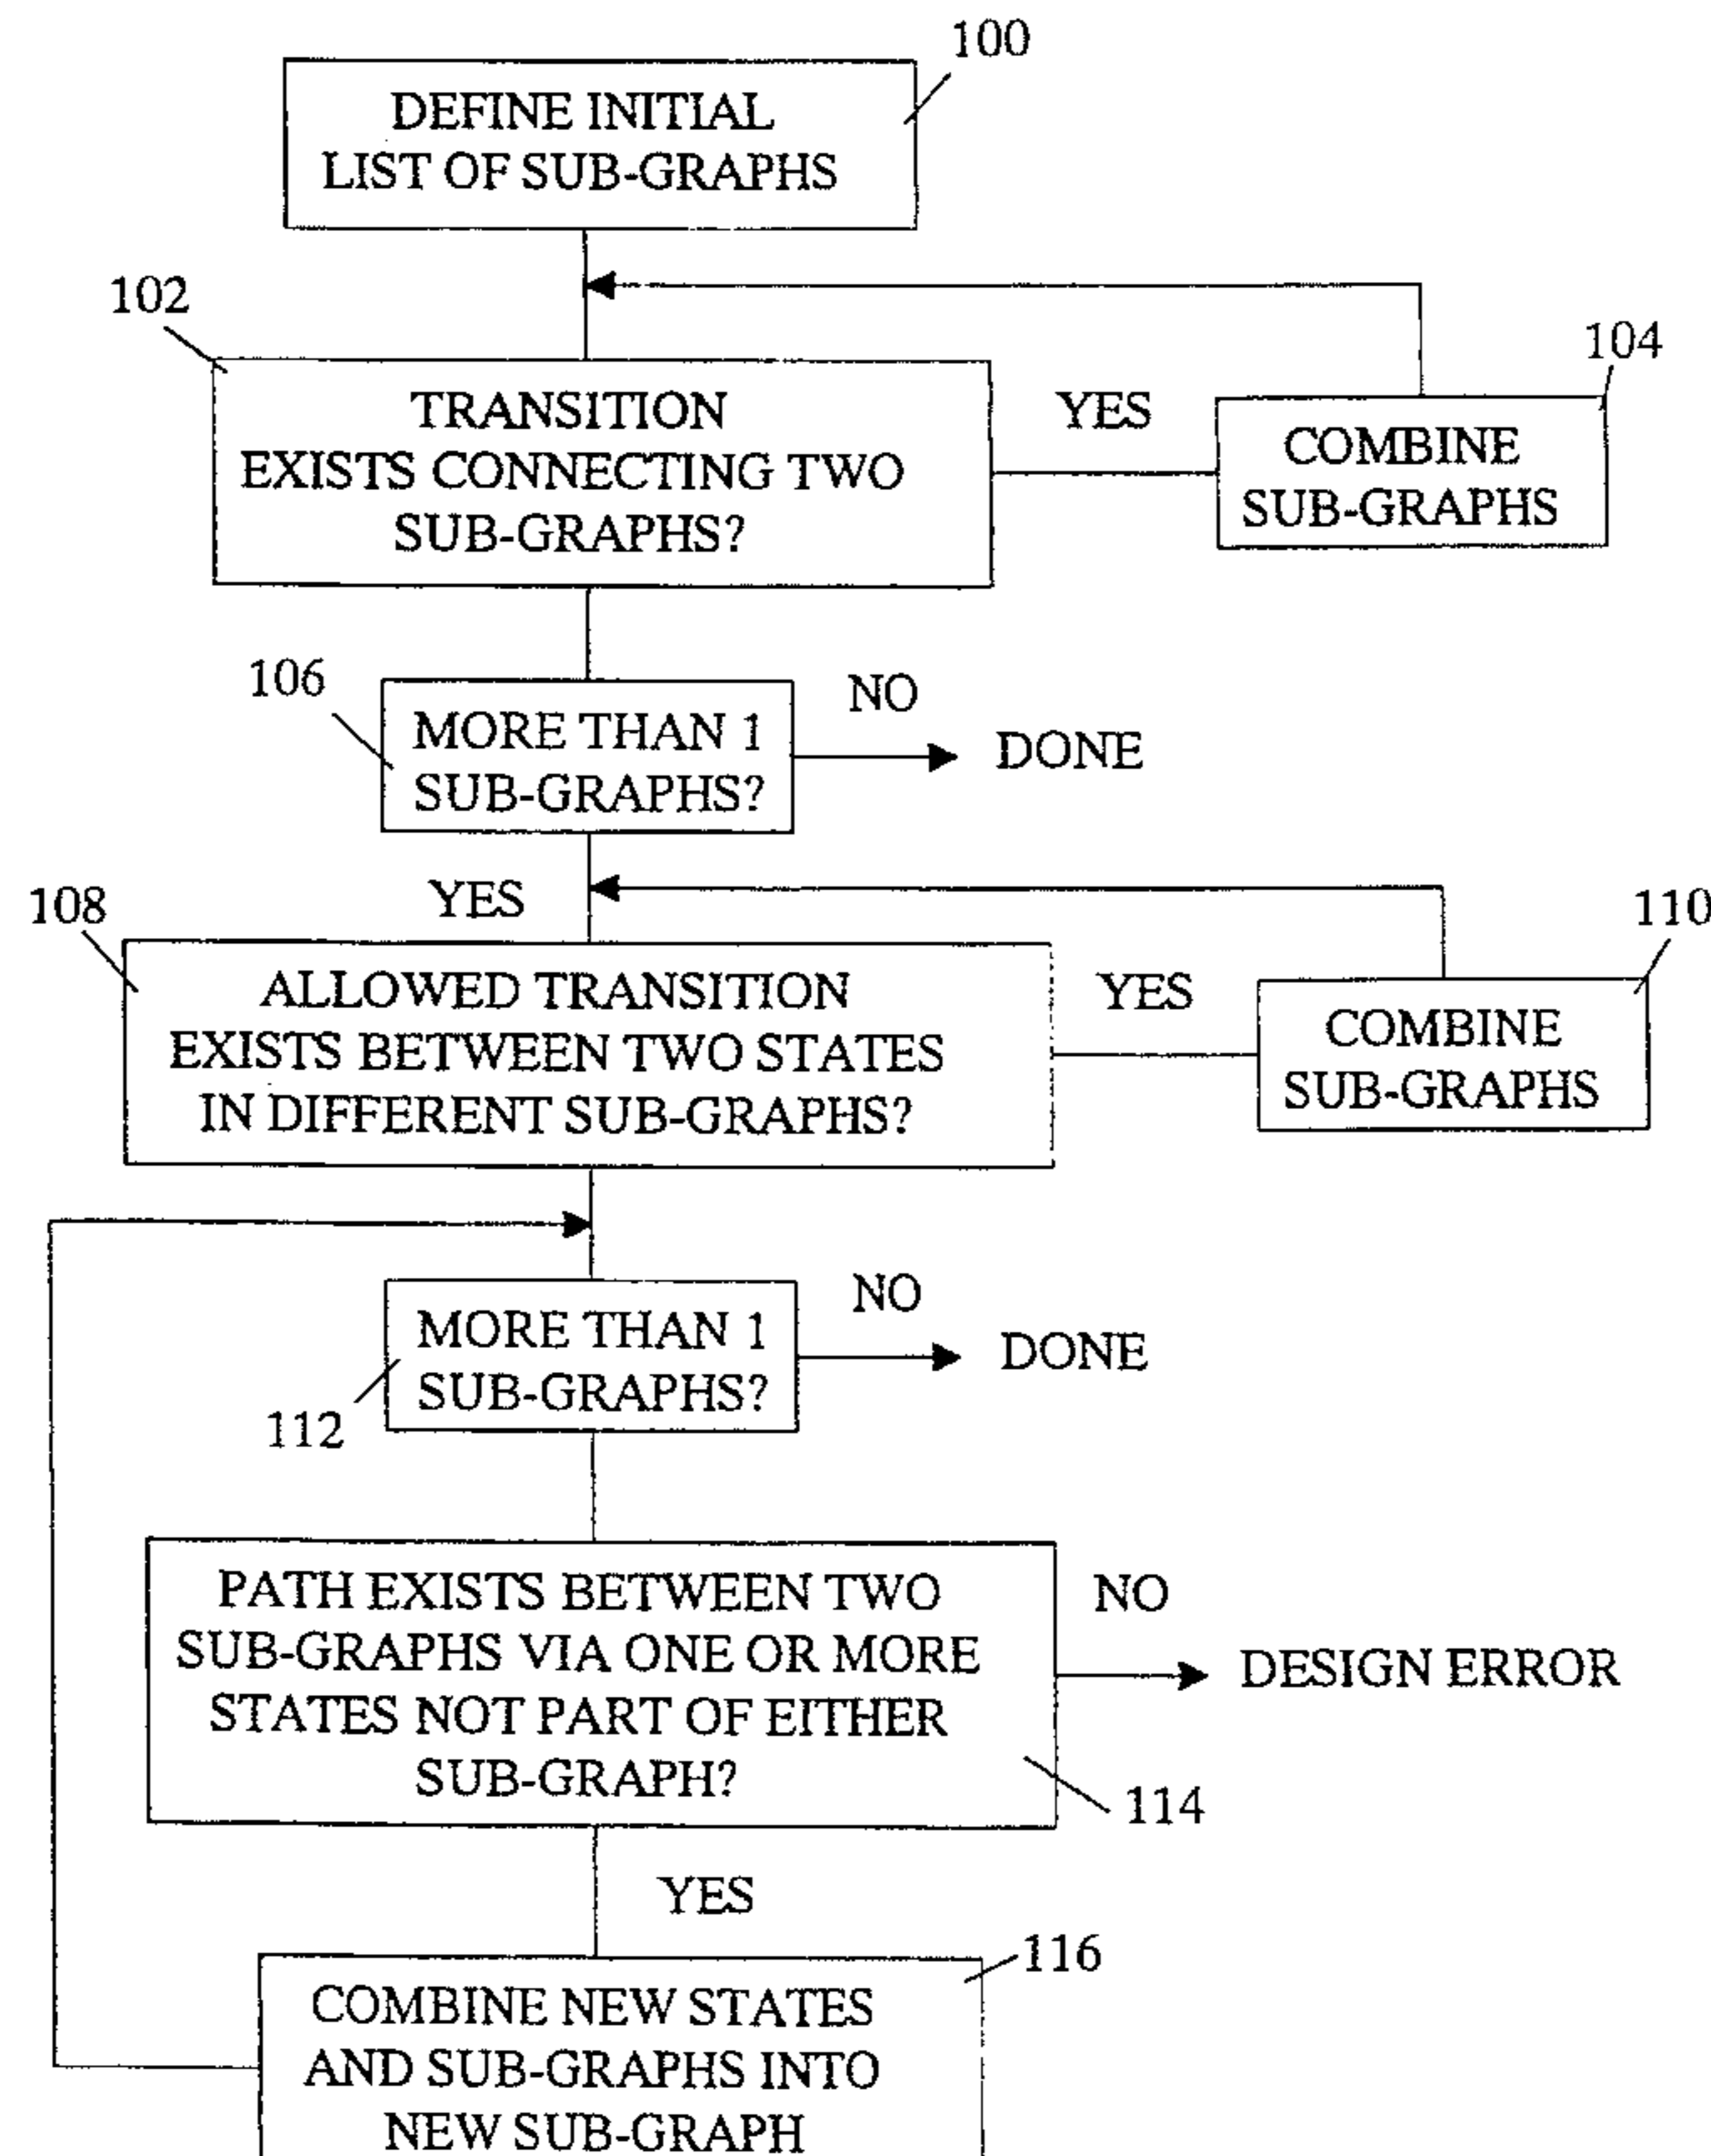 100
DEFINE INITIAL
LIST OF SUB-GRAPHS
102
TRANSITION
EXISTS CONNECTING TWO
SUB-GRAPHS?
YES
104
COMBINE
SUB-GRAPHS
106
MORE THAN 1
SUB-GRAPHS?
NO
DONE
YES
108
ALLOWED TRANSITION
EXISTS BETWEEN TWO STATES
IN DIFFERENT SUB-GRAPHS?
YES
110
COMBINE
SUB-GRAPHS
MORE THAN 1
SUB-GRAPHS?
112
NO
DONE
PATH EXISTS BETWEEN TWO
SUB-GRAPHS VIA ONE OR MORE
STATES NOT PART OF EITHER
SUB-GRAPH?
114
NO
DESIGN ERROR
YES
116
COMBINE NEW STATES
AND SUB-GRAPHS INTO
NEW SUB-GRAPH